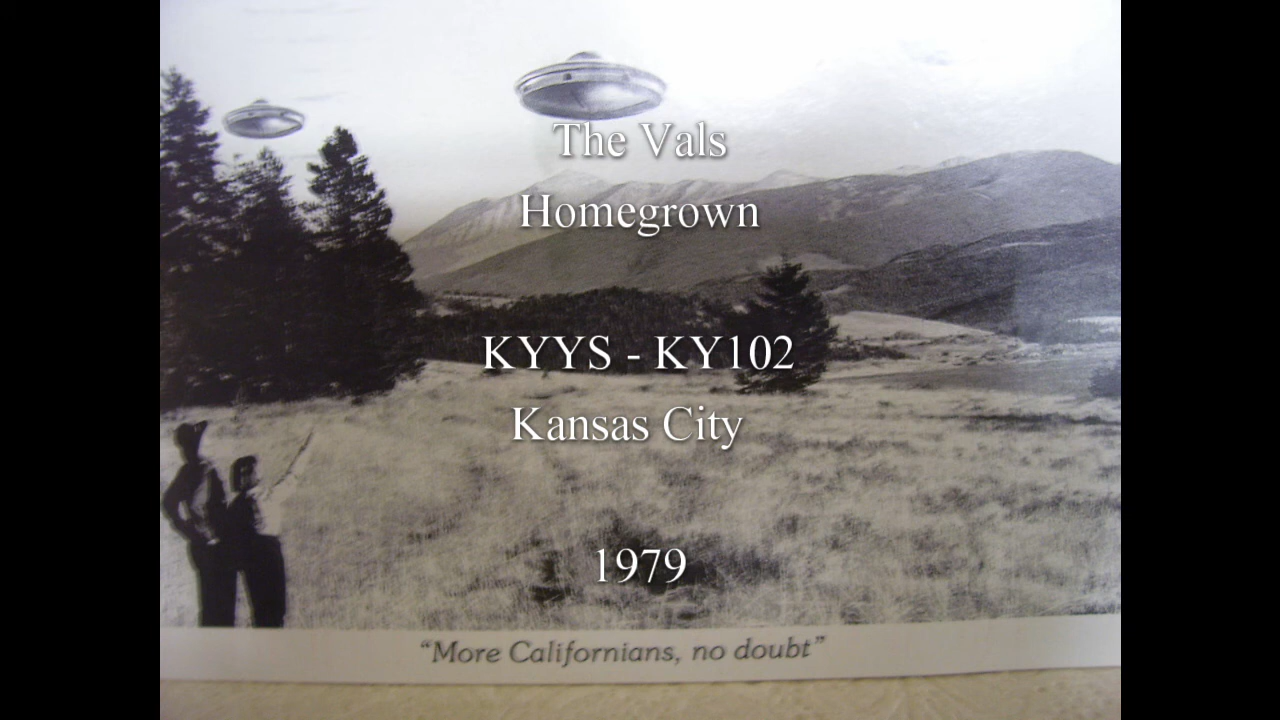 The Vals
Homegrown
KYYS - KY102
Kansas City
1979
“More Californians, no doubt”